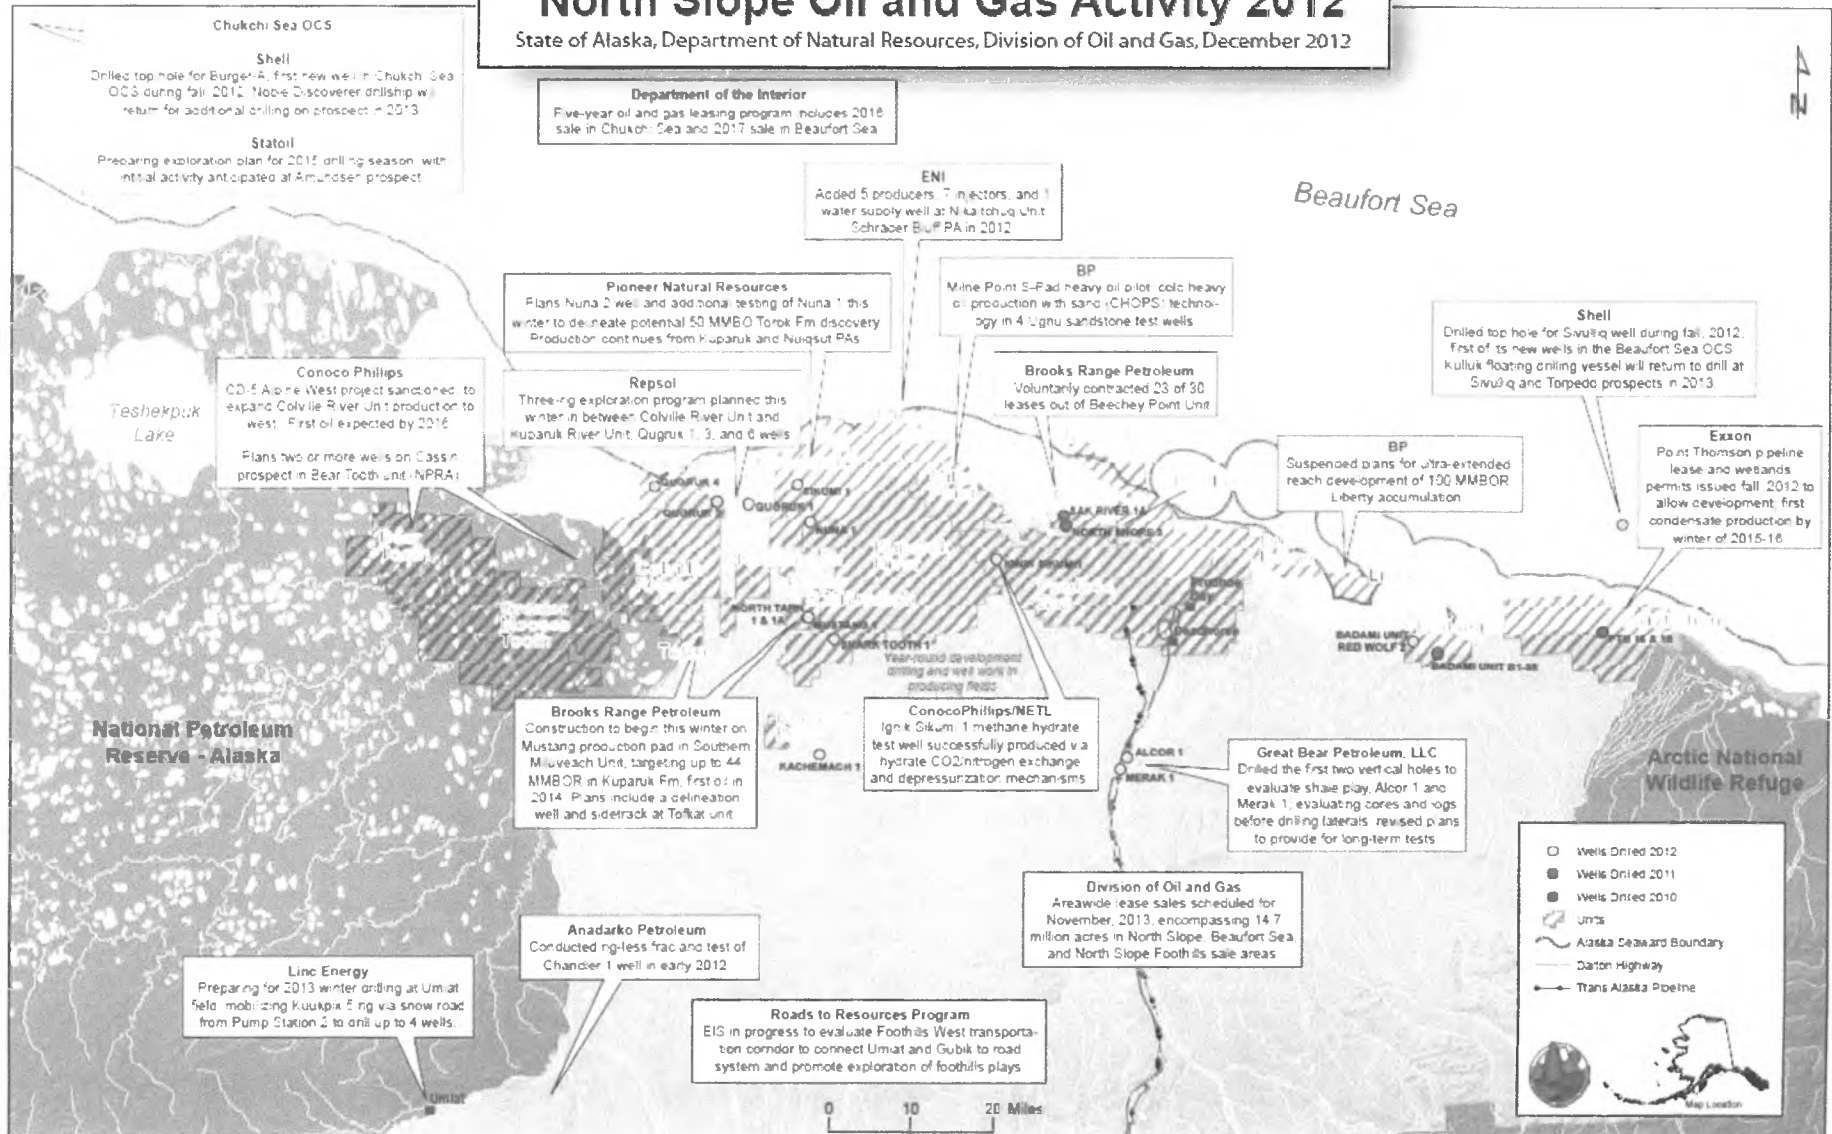 North Slope Oil and Gas Activity 2012
State of Alaska, Department of Natural Resources, Division of Oil and Gas, December 2012
Chukchi Sea OCS
Shell
Drilled top hole for Burger-A, first new well in Chukchi Sea
OCS during fall, 2012. Noble Discoverer drillship will
return for additional drilling on prospect in 2013
Statoil
Preparing exploration plan for 2015 drilling season, with
initial activity anticipated at Amundsen prospect
Department of the Interior
Five-year oil and gas leasing program includes 2016
sale in Chukchi Sea and 2017 sale in Beaufort Sea
N
Beaufort Sea
ENI
Added 5 producers, 7 injectors, and 1
water supply well at Nikaitchuq Unit
Schrader Bluff PA in 2012
Pioneer Natural Resources
Plans Nuna 2 well and additional testing of Nuna 1 this
winter to delineate potential 50 MMBO Torok Fm discovery
Production continues from Kuparuk and Nuiqsut PAs
BP
Milne Point S-Pad heavy oil pilot: cold heavy
oil production with sand (CHOPS) technol-
ogy in 4 Ugnu sandstone test wells
Shell
Drilled top hole for Sivulliq well during fall, 2012,
first of its new wells in the Beaufort Sea OCS
Kulluk floating drilling vessel will return to drill at
Sivulliq and Torpedo prospects in 2013
Conoco Phillips
CD-5 Alpine West project sanctioned, to
expand Colville River Unit production to
west. First oil expected by 2016
Plans two or more wells on Cassin
prospect in Bear Tooth unit (NPRA)
Repsol
Three-rig exploration program planned this
winter in between Colville River Unit and
Kuparuk River Unit, Qugruk 1, 3, and 6 wells
Brooks Range Petroleum
Voluntarily contracted 23 of 30
leases out of Beechey Point Unit
BP
Suspended plans for ultra-extended
reach development of 100 MMBOR
Liberty accumulation
Exxon
Point Thomson pipeline
lease and wetlands
permits issued fall, 2012 to
allow development; first
condensate production by
winter of 2015-16
Teshekpuk
Lake
QUGRUK 4
QUGRUK
QUGRUK 1
SIKUMI 1
NUNA 1
SAK RIVER 1A
NORTH SHORE 3
IGNIK SIKUMI 1
Prudhoe
Bay
Deadhorse
NORTH TARN
1 & 1A
MUSTANG 1
SHARK TOOTH 1
Year-round development
drilling and well work in
producing fields
BADAMI UNIT
RED WOLF 2
BADAMI UNIT B1-38
PTU 15 & 16
National Petroleum
Reserve - Alaska
Brooks Range Petroleum
Construction to begin this winter on
Mustang production pad in Southern
Miluveach Unit, targeting up to 44
MMBOR in Kuparuk Fm, first oil in
2014. Plans include a delineation
well and sidetrack at Tofkat unit
KACHEMACH 1
ConocoPhillips/NETL
Ignik Sikumi 1 methane hydrate
test well successfully produced via
hydrate CO2/nitrogen exchange
and depressurization mechanisms
ALCOR 1
MERAK 1
Great Bear Petroleum, LLC
Drilled the first two vertical holes to
evaluate shale play, Alcor 1 and
Merak 1; evaluating cores and logs
before drilling laterals, revised plans
to provide for long-term tests
Arctic National
Wildlife Refuge
Division of Oil and Gas
Areawide lease sales scheduled for
November, 2013, encompassing 14.7
million acres in North Slope, Beaufort Sea,
and North Slope Foothills sale areas
Anadarko Petroleum
Conducted rig-less frac and test of
Chandler 1 well in early 2012
Linc Energy
Preparing for 2013 winter drilling at Umiat
field, mobilizing Kuukpik 5 rig via snow road
from Pump Station 2 to drill up to 4 wells.
Roads to Resources Program
EIS in progress to evaluate Foothills West transporta-
tion corridor to connect Umiat and Gubik to road
system and promote exploration of foothills plays
Umiat
0 10 20 Miles
Wells Drilled 2012
Wells Drilled 2011
Wells Drilled 2010
Units
Alaska Seaward Boundary
Dalton Highway
Trans Alaska Pipeline
Map Location